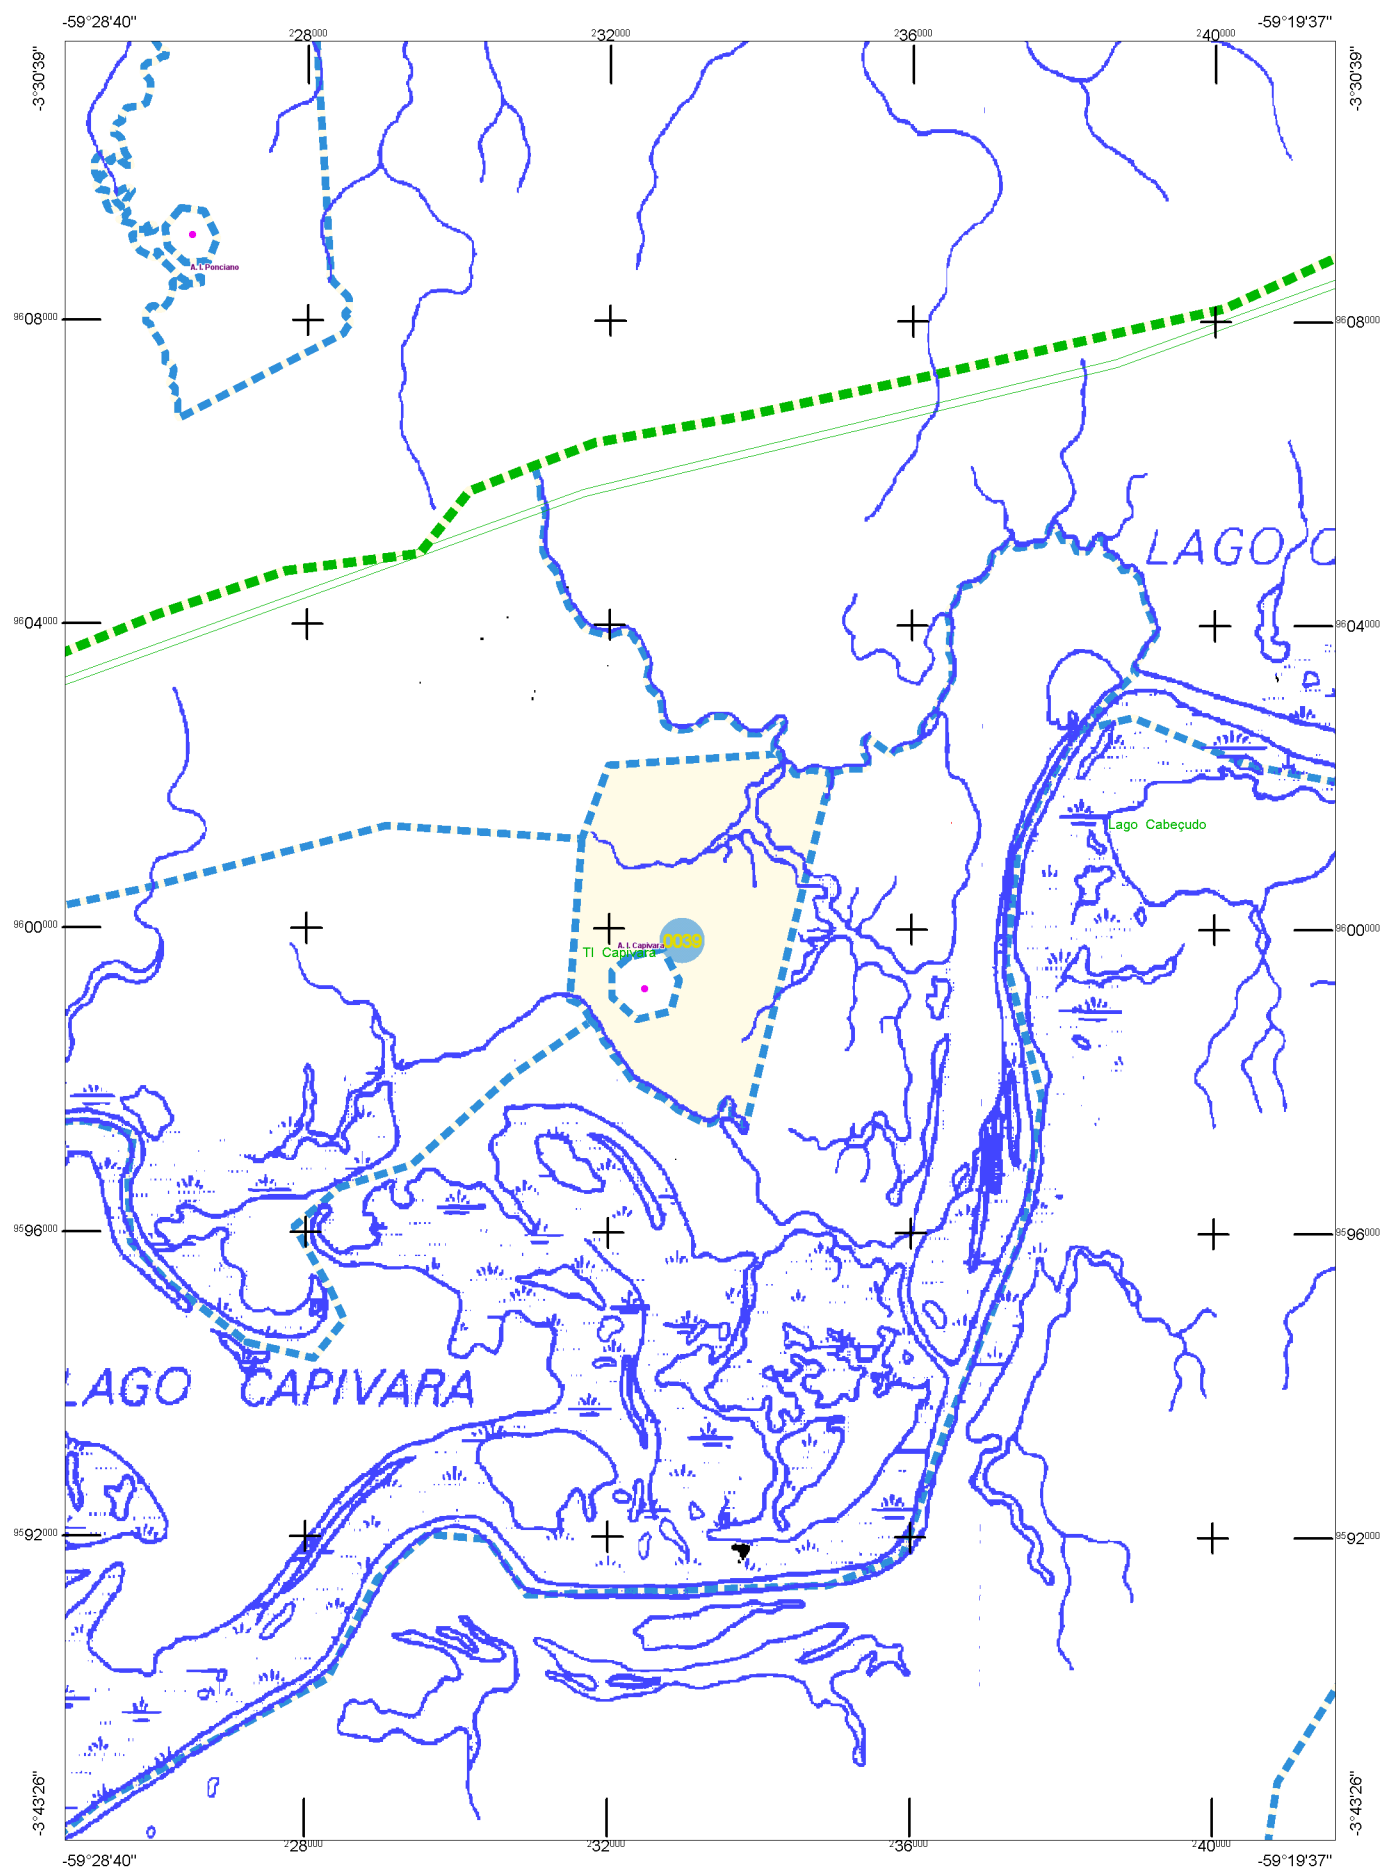 -59°28'40" -59°19'37"
228000 232000 236000 240000
-3°30'39" -3°30'39"
A. I. Ponciano
9608000 9608000
LAGO C
9604000 9604000
Lago Cabeçudo
9600000 9600000
A. I. Capivara 0039
TI Capivara
9596000 9596000
LAGO CAPIVARA
9592000 9592000
-3°43'26" -3°43'26"
228000 232000 236000 240000
-59°28'40" -59°19'37"